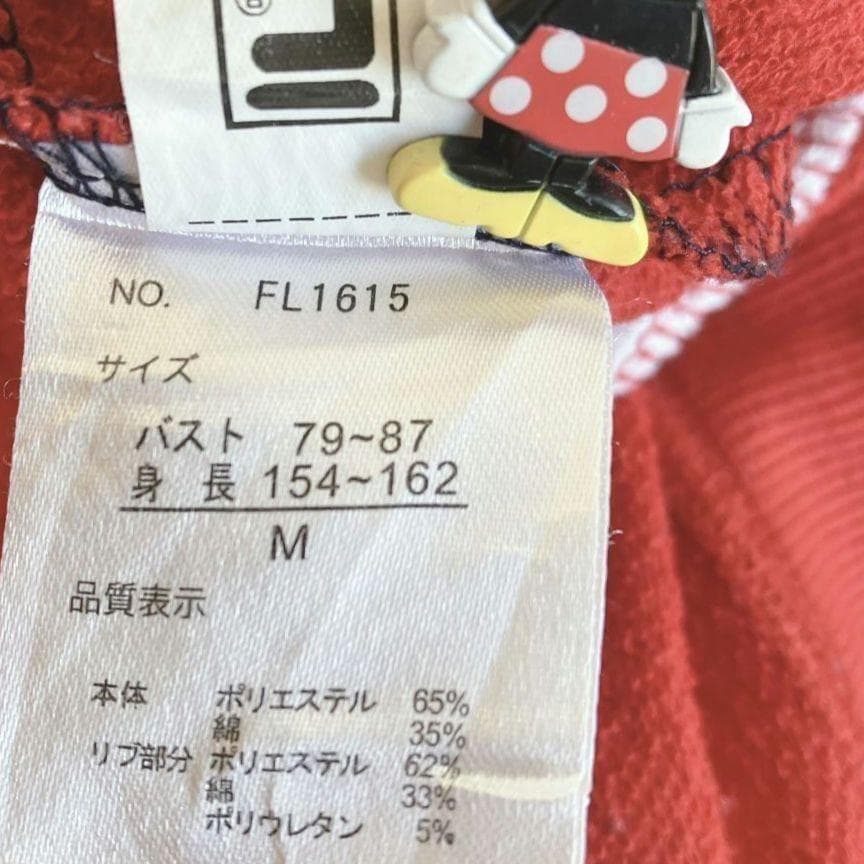 ®
NO. FL1615
サイズ
バスト 79~87
身 長 154~162
M
品質表示
本体 ポリエステル 65%
綿 35%
リブ部分 ポリエステル 62%
綿 33%
ポリウレタン 5%